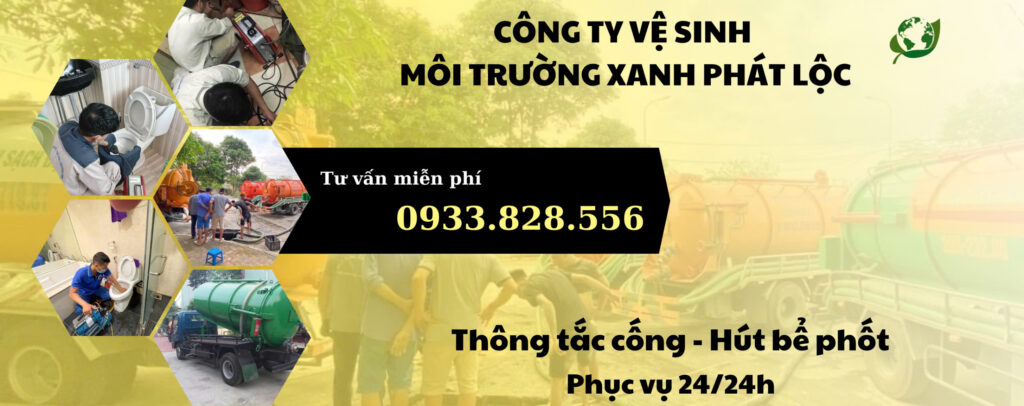 CÔNG TY VỆ SINH
MÔI TRƯỜNG XANH PHÁT LỘC
Tư vấn miễn phí
0933.828.556
Thông tắc cống - Hút bể phốt
Phục vụ 24/24h